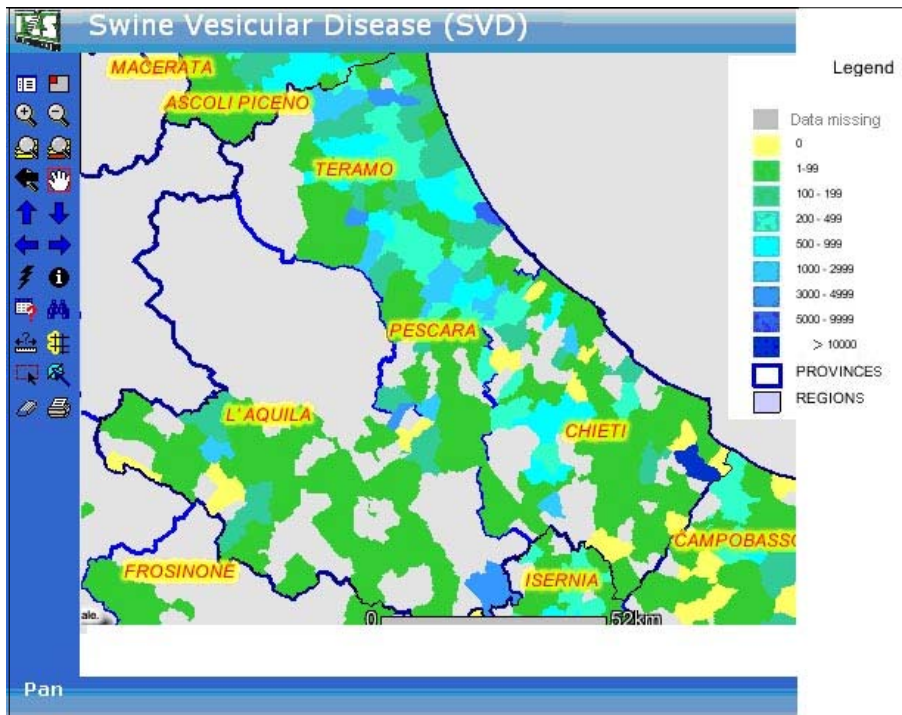 IZS
Swine Vesicular Disease (SVD)
MACERATA
ASCOLI PICENO
TERAMO
PESCARA
L'AQUILA
CHIETI
CAMPOBASSO
FROSINONE
ISERNIA
ale.
0 52km
Legend
Data missing
0
1-99
100 - 199
200 - 499
500 - 999
1000 - 2999
3000 - 4999
5000 - 9999
> 10000
PROVINCES
REGIONS
Pan